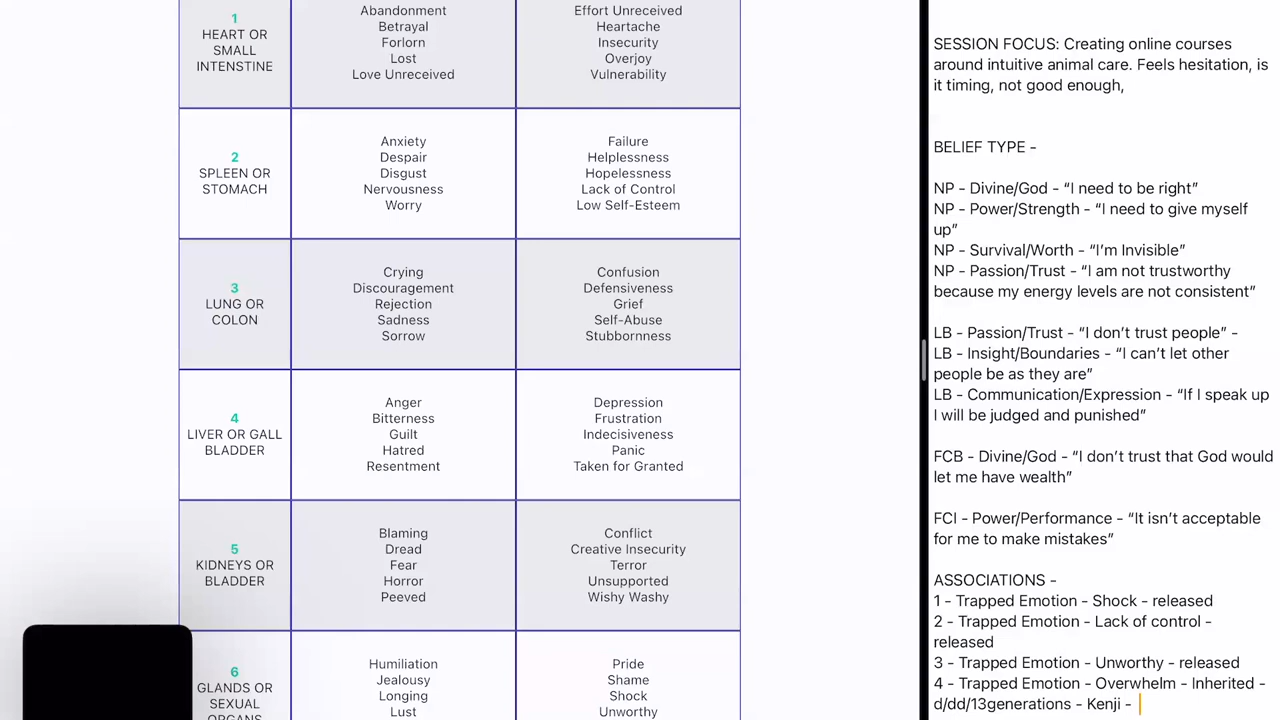 1
HEART OR
SMALL
INTENSTINE
Abandonment
Betrayal
Forlorn
Lost
Love Unreceived
Effort Unreceived
Heartache
Insecurity
Overjoy
Vulnerability
2
SPLEEN OR
STOMACH
Anxiety
Despair
Disgust
Nervousness
Worry
Failure
Helplessness
Hopelessness
Lack of Control
Low Self-Esteem
3
LUNG OR
COLON
Crying
Discouragement
Rejection
Sadness
Sorrow
Confusion
Defensiveness
Grief
Self-Abuse
Stubbornness
4
LIVER OR GALL
BLADDER
Anger
Bitterness
Guilt
Hatred
Resentment
Depression
Frustration
Indecisiveness
Panic
Taken for Granted
5
KIDNEYS OR
BLADDER
Blaming
Dread
Fear
Horror
Peeved
Conflict
Creative Insecurity
Terror
Unsupported
Wishy Washy
6
GLANDS OR
SEXUAL
ORGANS
Humiliation
Jealousy
Longing
Lust
Pride
Shame
Shock
Unworthy
SESSION FOCUS: Creating online courses
around intuitive animal care. Feels hesitation, is
it timing, not good enough,
BELIEF TYPE -
NP - Divine/God - “I need to be right”
NP - Power/Strength - “I need to give myself
up”
NP - Survival/Worth - “I’m Invisible”
NP - Passion/Trust - “I am not trustworthy
because my energy levels are not consistent”
LB - Passion/Trust - “I don’t trust people” -
LB - Insight/Boundaries - “I can’t let other
people be as they are”
LB - Communication/Expression - “If I speak up
I will be judged and punished”
FCB - Divine/God - “I don’t trust that God would
let me have wealth”
FCI - Power/Performance - “It isn’t acceptable
for me to make mistakes”
ASSOCIATIONS -
1 - Trapped Emotion - Shock - released
2 - Trapped Emotion - Lack of control -
released
3 - Trapped Emotion - Unworthy - released
4 - Trapped Emotion - Overwhelm - Inherited -
d/dd/13generations - Kenji -